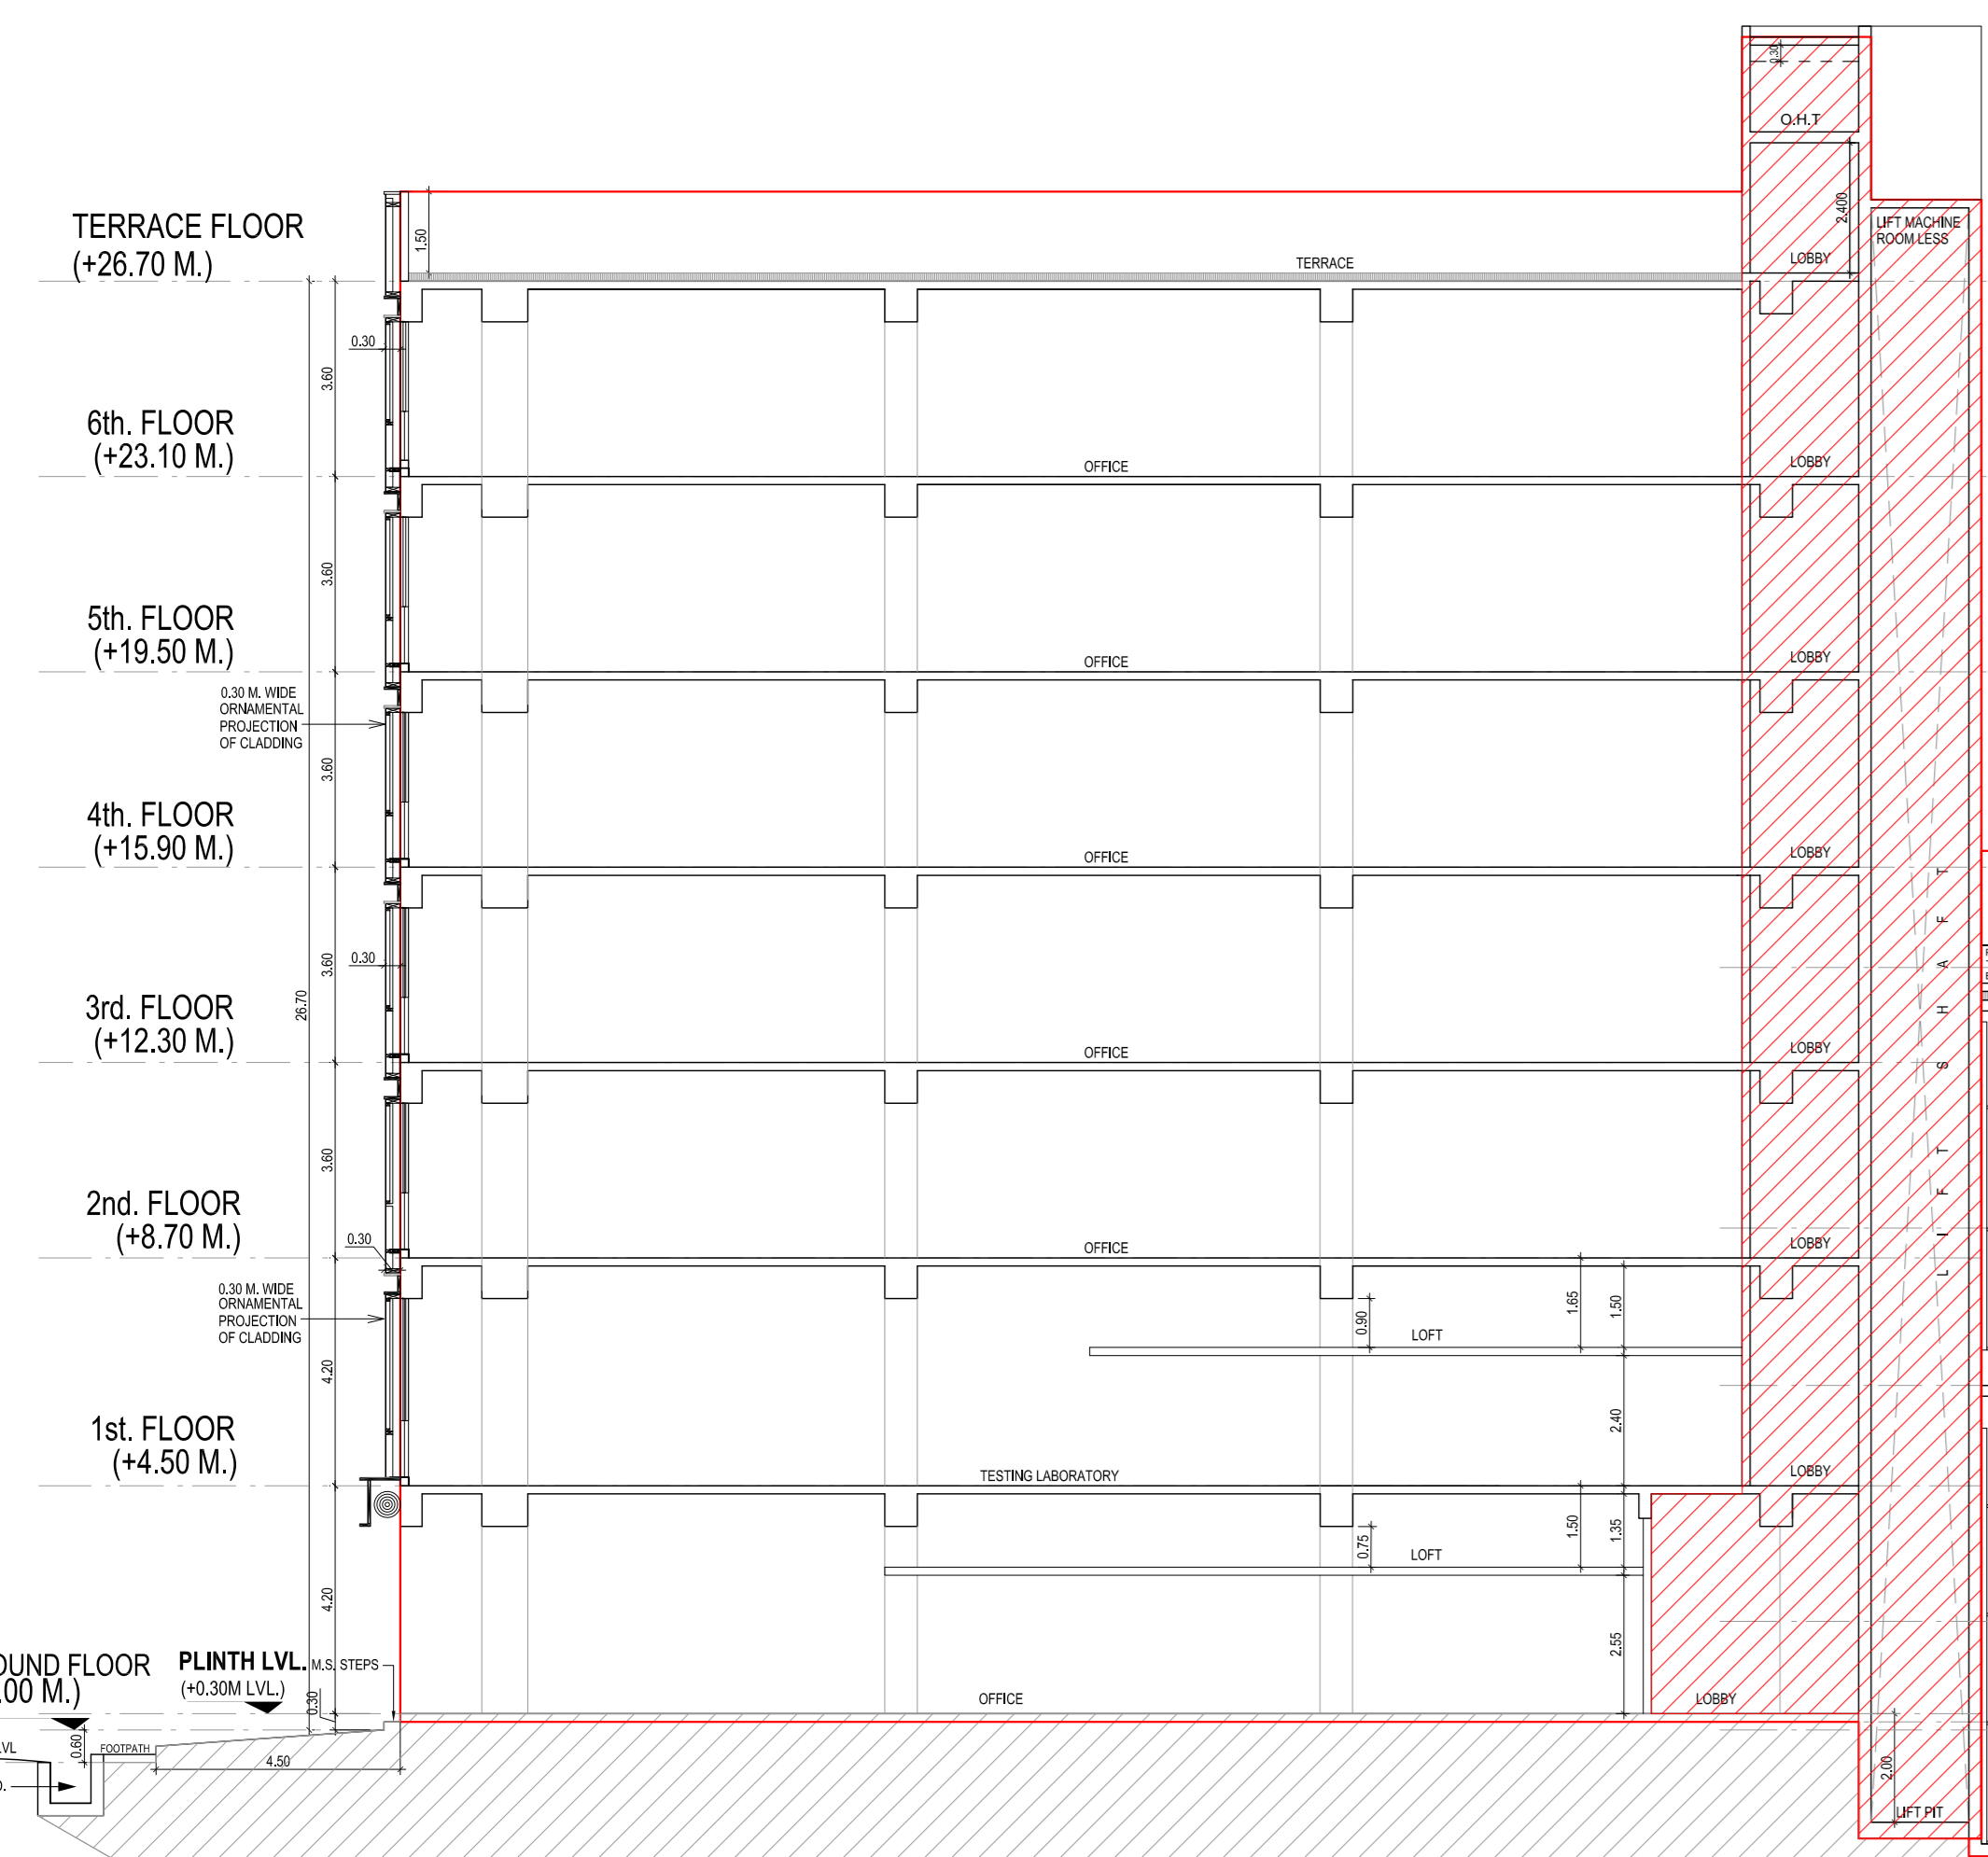 0.30
O.H.T
2.400
LIFT MACHINE
ROOM LESS
LOBBY
TERRACE FLOOR
(+26.70 M.)
1.50
TERRACE
0.30
3.60
6th. FLOOR
(+23.10 M.)
OFFICE
LOBBY
3.60
5th. FLOOR
(+19.50 M.)
OFFICE
LOBBY
0.30 M. WIDE
ORNAMENTAL
PROJECTION
OF CLADDING
3.60
4th. FLOOR
(+15.90 M.)
OFFICE
LOBBY
0.30
3.60
26.70
3rd. FLOOR
(+12.30 M.)
OFFICE
LOBBY
LIFT SHAFT
3.60
2nd. FLOOR
(+8.70 M.)
0.30
OFFICE
LOBBY
0.30 M. WIDE
ORNAMENTAL
PROJECTION
OF CLADDING
0.90
LOFT
1.65
1.50
4.20
2.40
1st. FLOOR
(+4.50 M.)
TESTING LABORATORY
LOBBY
0.75
LOFT
1.50
1.35
4.20
2.55
OUND FLOOR
.00 M.)
PLINTH LVL.
(+0.30M LVL.)
M.S. STEPS
0.30
OFFICE
LOBBY
0.60
FOOTPATH
4.50
2.00
LIFT PIT